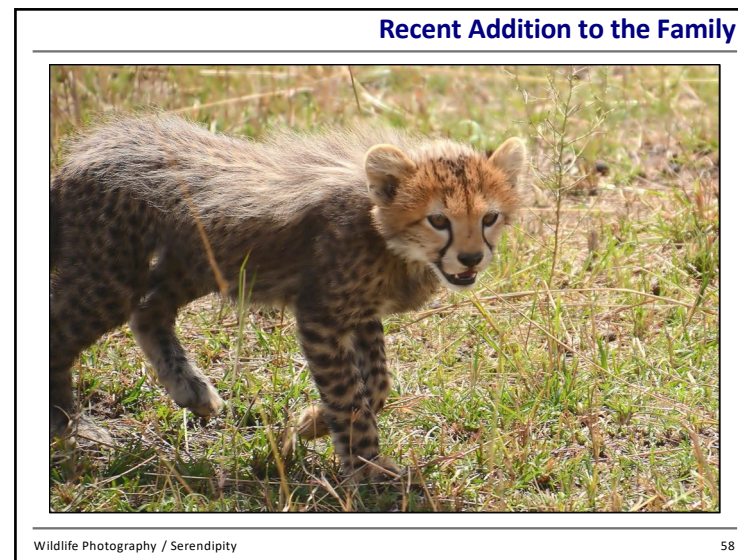 Recent Addition to the Family
Wildlife Photography / Serendipity
58